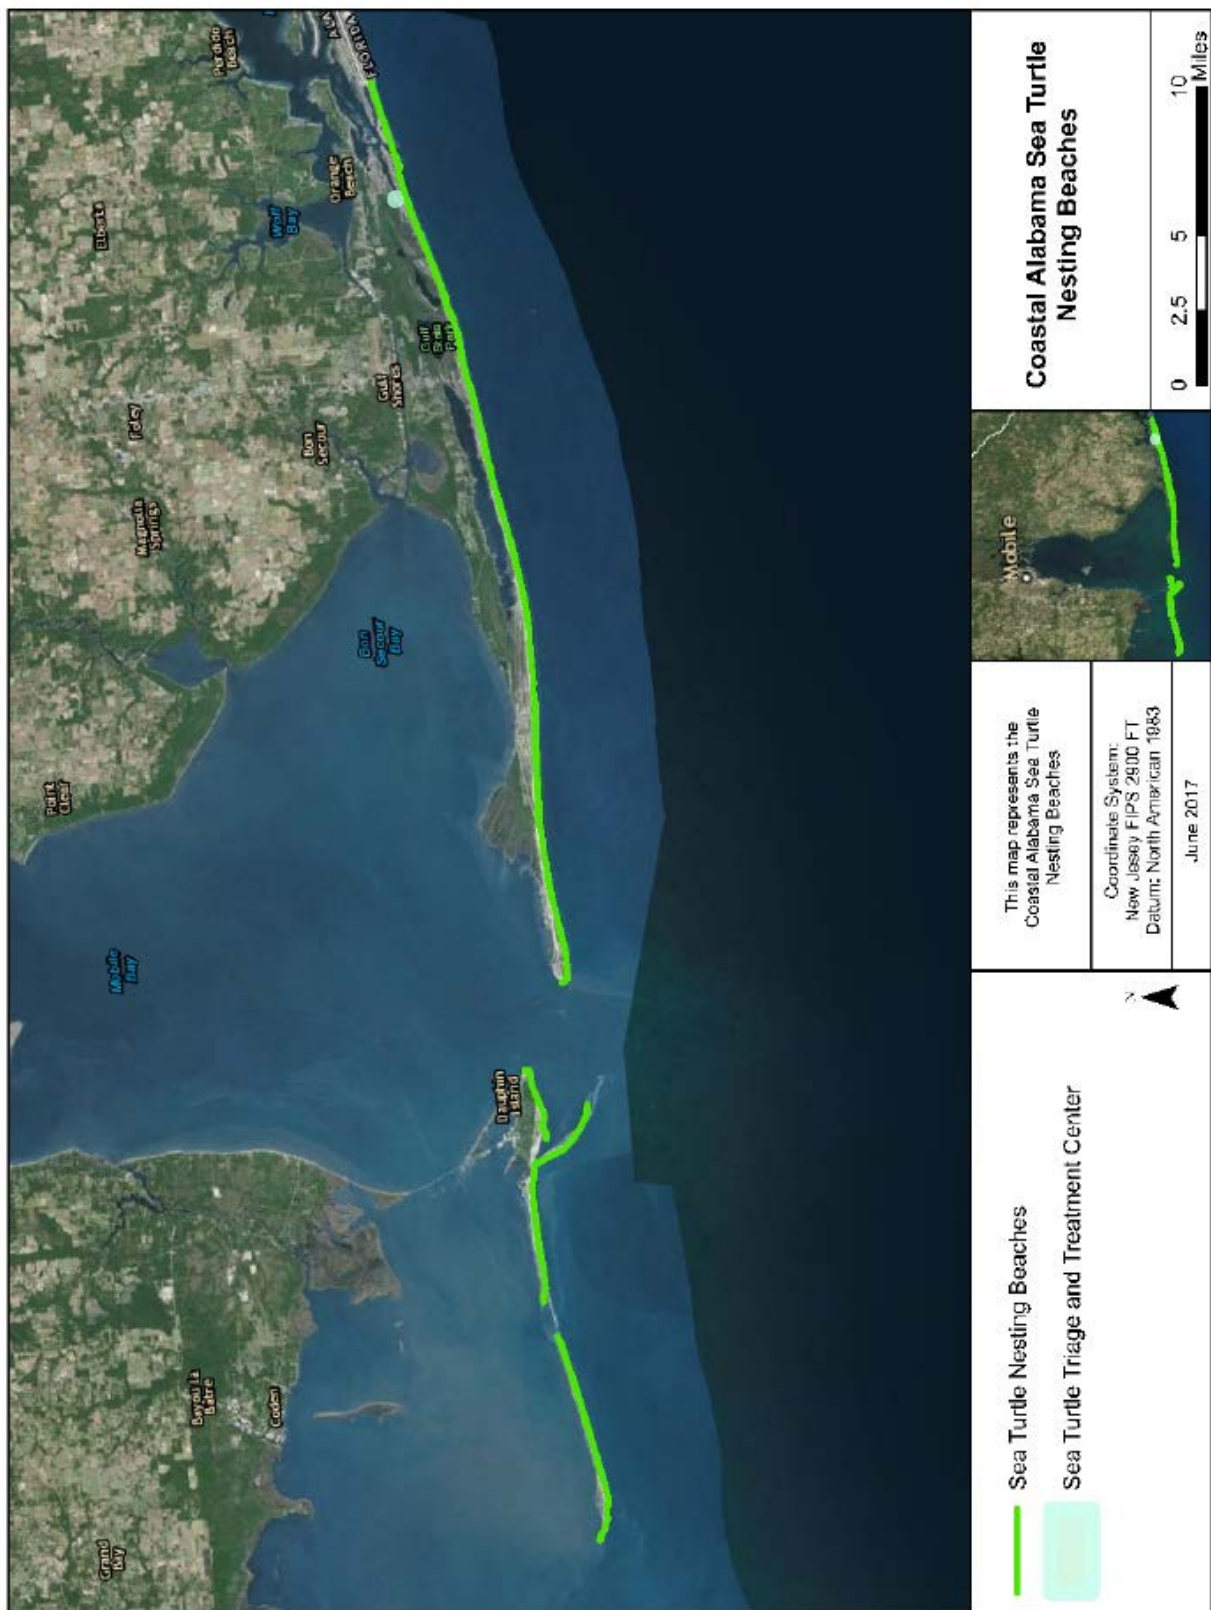 Grand
Bay
Bayou la
Batre
Coden
Mobile
Bay
Point
Clear
Magnolia
Springs
Foley
Elberta
Perdido
Beach
Bon
Secour
Wolf
Bay
Orange
Beach
Gulf
Shores
Gulf
State
Park
Bon
Secour
Bay
Dauphin
Island
ALA
FLORIDA
Sea Turtle Nesting Beaches
Sea Turtle Triage and Treatment Center
N
This map represents the
Coastal Alabama Sea Turtle
Nesting Beaches
Coordinate System:
New Jesey FIPS 2900 FT
Datum: North American 1983
June 2017
Mobile
Coastal Alabama Sea Turtle
Nesting Beaches
0 2.5 5 10
Miles